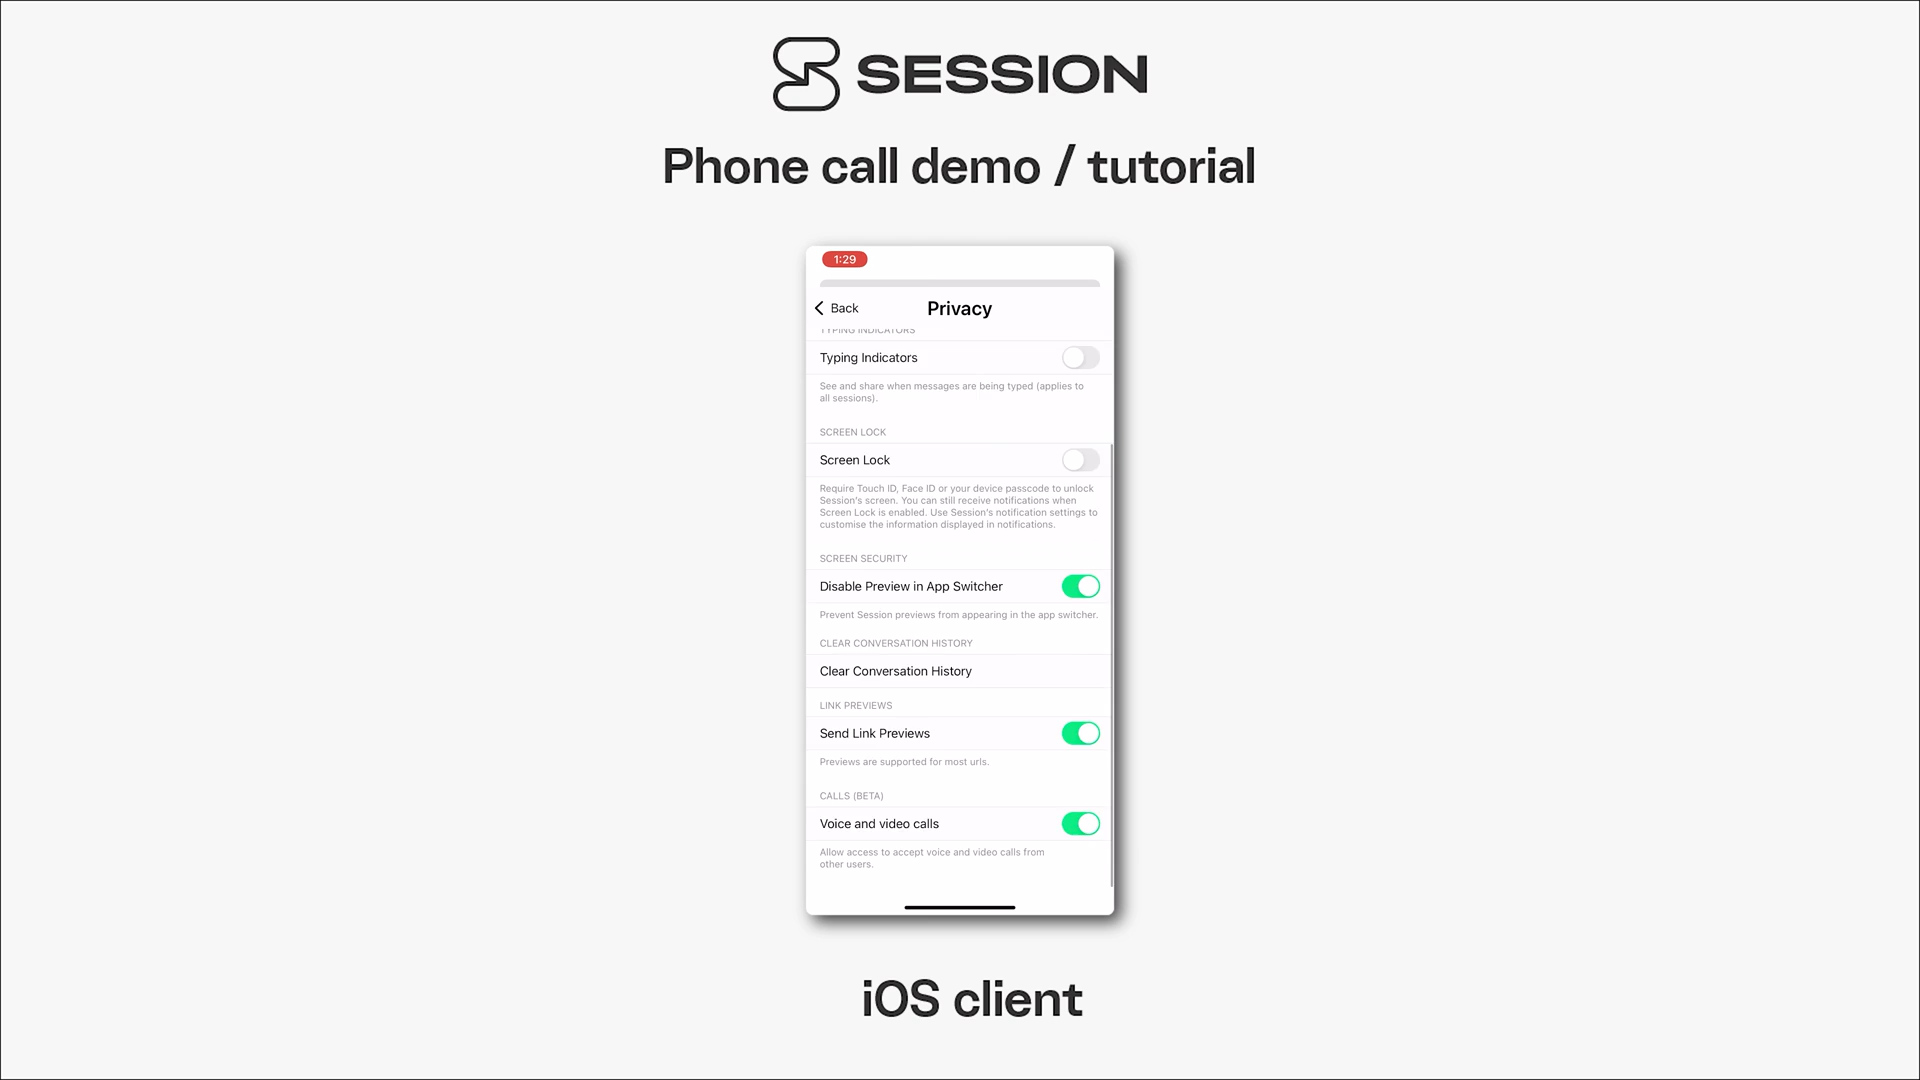 SESSION
Phone call demo / tutorial
1:29
Back
Privacy
TYPING INDICATORS
Typing Indicators
See and share when messages are being typed (applies to
all sessions).
SCREEN LOCK
Screen Lock
Require Touch ID, Face ID or your device passcode to unlock
Session's screen. You can still receive notifications when
Screen Lock is enabled. Use Session's notification settings to
customise the information displayed in notifications.
SCREEN SECURITY
Disable Preview in App Switcher
Prevent Session previews from appearing in the app switcher.
CLEAR CONVERSATION HISTORY
Clear Conversation History
LINK PREVIEWS
Send Link Previews
Previews are supported for most urls.
CALLS (BETA)
Voice and video calls
Allow access to accept voice and video calls from
other users.
iOS client